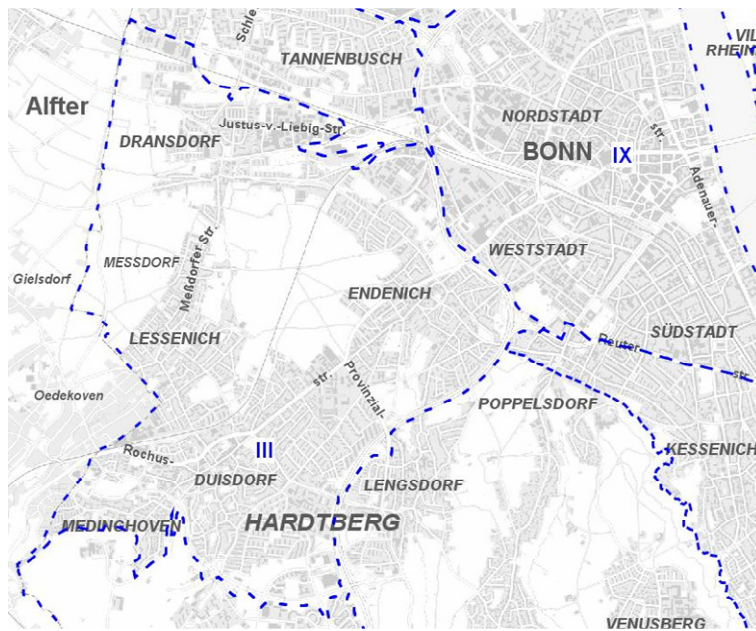 Schle
VIL
RHEIN
TANNENBUSCH
Alfter
NORDSTADT
Justus-v.-Liebig-Str.
str.
DRANSDORF
BONN
IX
Adenauer-
Meßdorfer Str.
WESTSTADT
MESSDORF
Gielsdorf
ENDENICH
LESSENICH
SÜDSTADT
Reuter
str.
str.
Provinzial-
Oedekoven
POPPELSDORF
Rochus-
III
KESSENICH
DUISDORF
LENGSDORF
MEDINGHOVEN
HARDTBERG
VENUSBERG